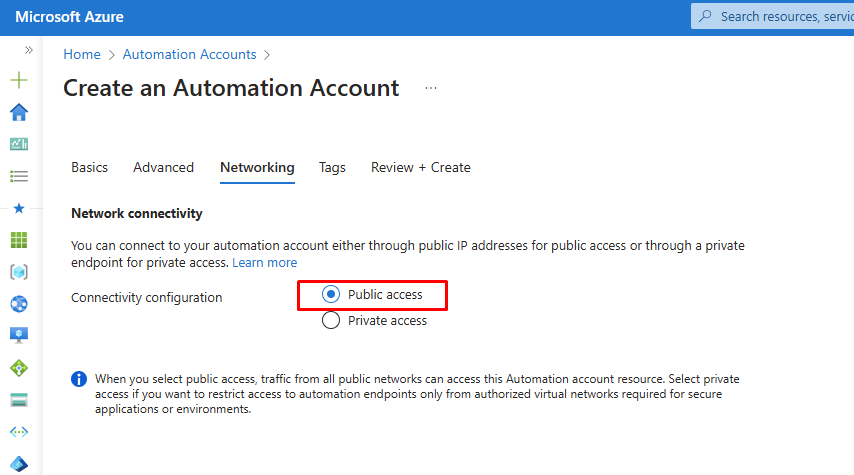 Microsoft Azure
Search resources, servic
Home > Automation Accounts >
Create an Automation Account ...
Basics Advanced Networking Tags Review + Create
Network connectivity
You can connect to your automation account either through public IP addresses for public access or through a private
endpoint for private access. Learn more
Connectivity configuration
Public access
Private access
When you select public access, traffic from all public networks can access this Automation account resource. Select private
access if you want to restrict access to automation endpoints only from authorized virtual networks required for secure
applications or environments.